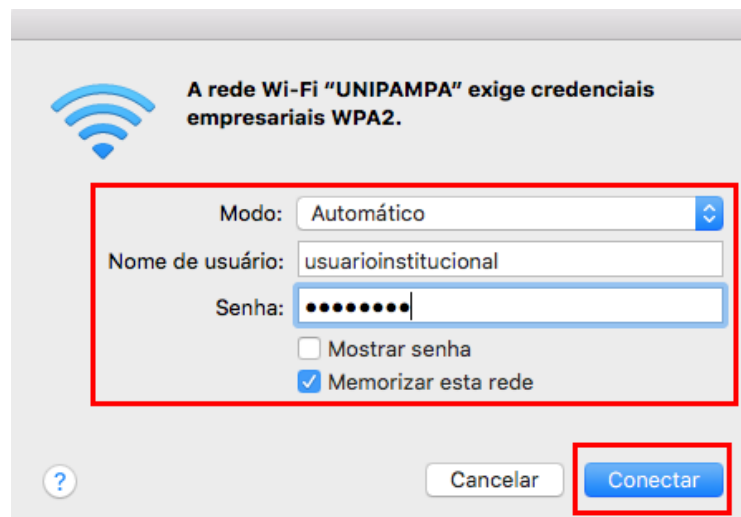 A rede Wi-Fi “UNIPAMPA” exige credenciais
empresariais WPA2.
Modo: Automático
Nome de usuário: usuarioinstitucional
Senha: ••••••••
Mostrar senha
Memorizar esta rede
? Cancelar Conectar